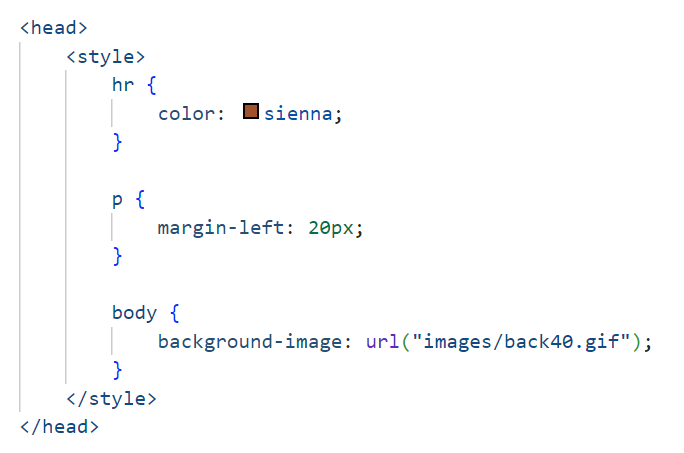 <head>
<style>
hr {
color: sienna;
}
p {
margin-left: 20px;
}
body {
background-image: url("images/back40.gif");
}
</style>
</head>